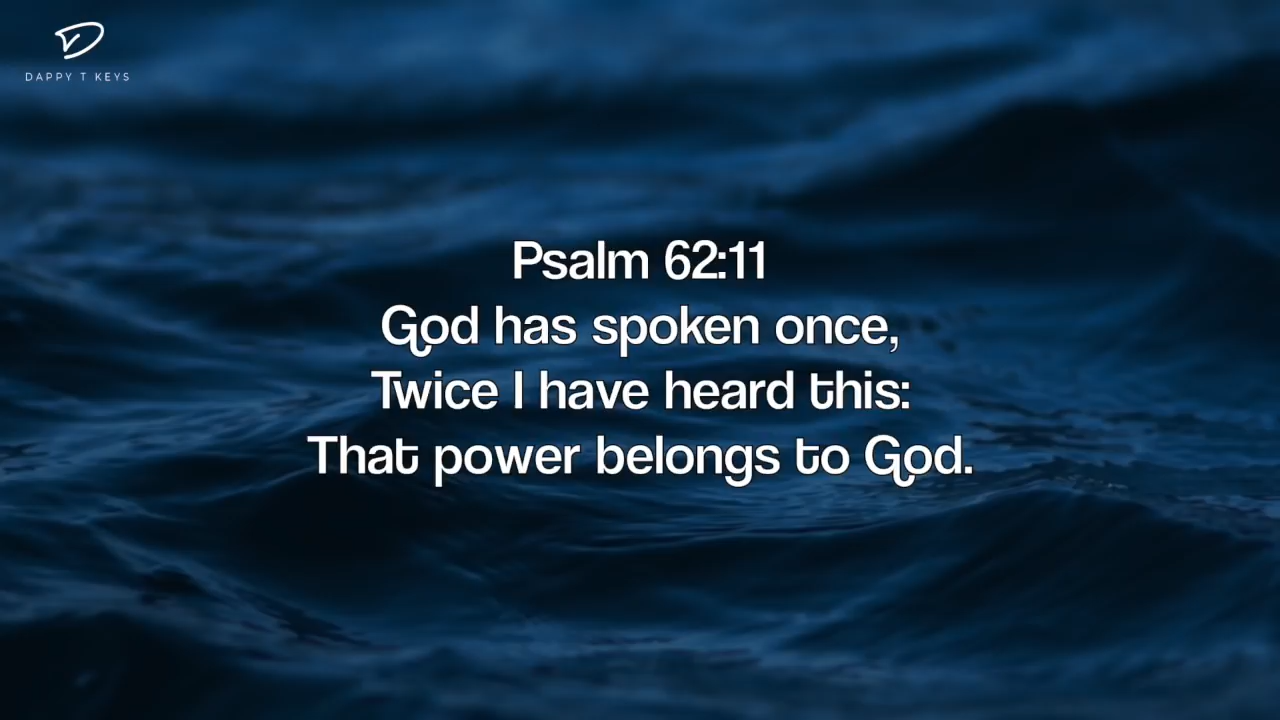 DAPPY T KEYS
Psalm 62:11
God has spoken once,
Twice I have heard this:
That power belongs to God.